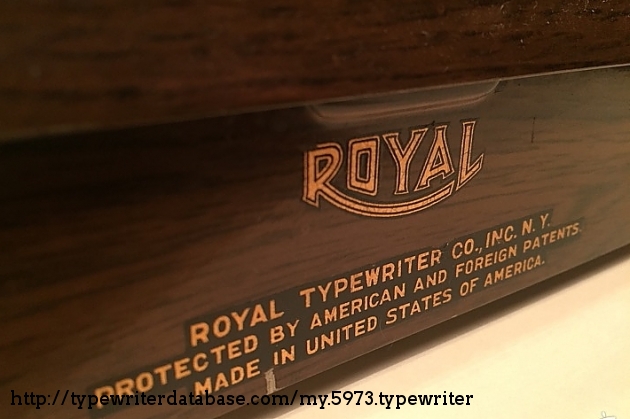 ROYAL
ROYAL TYPEWRITER CO., INC. N. Y.
PROTECTED BY AMERICAN AND FOREIGN PATENTS.
MADE IN UNITED STATES OF AMERICA.
http://typewriterdatabase.com/my.5973.typewriter